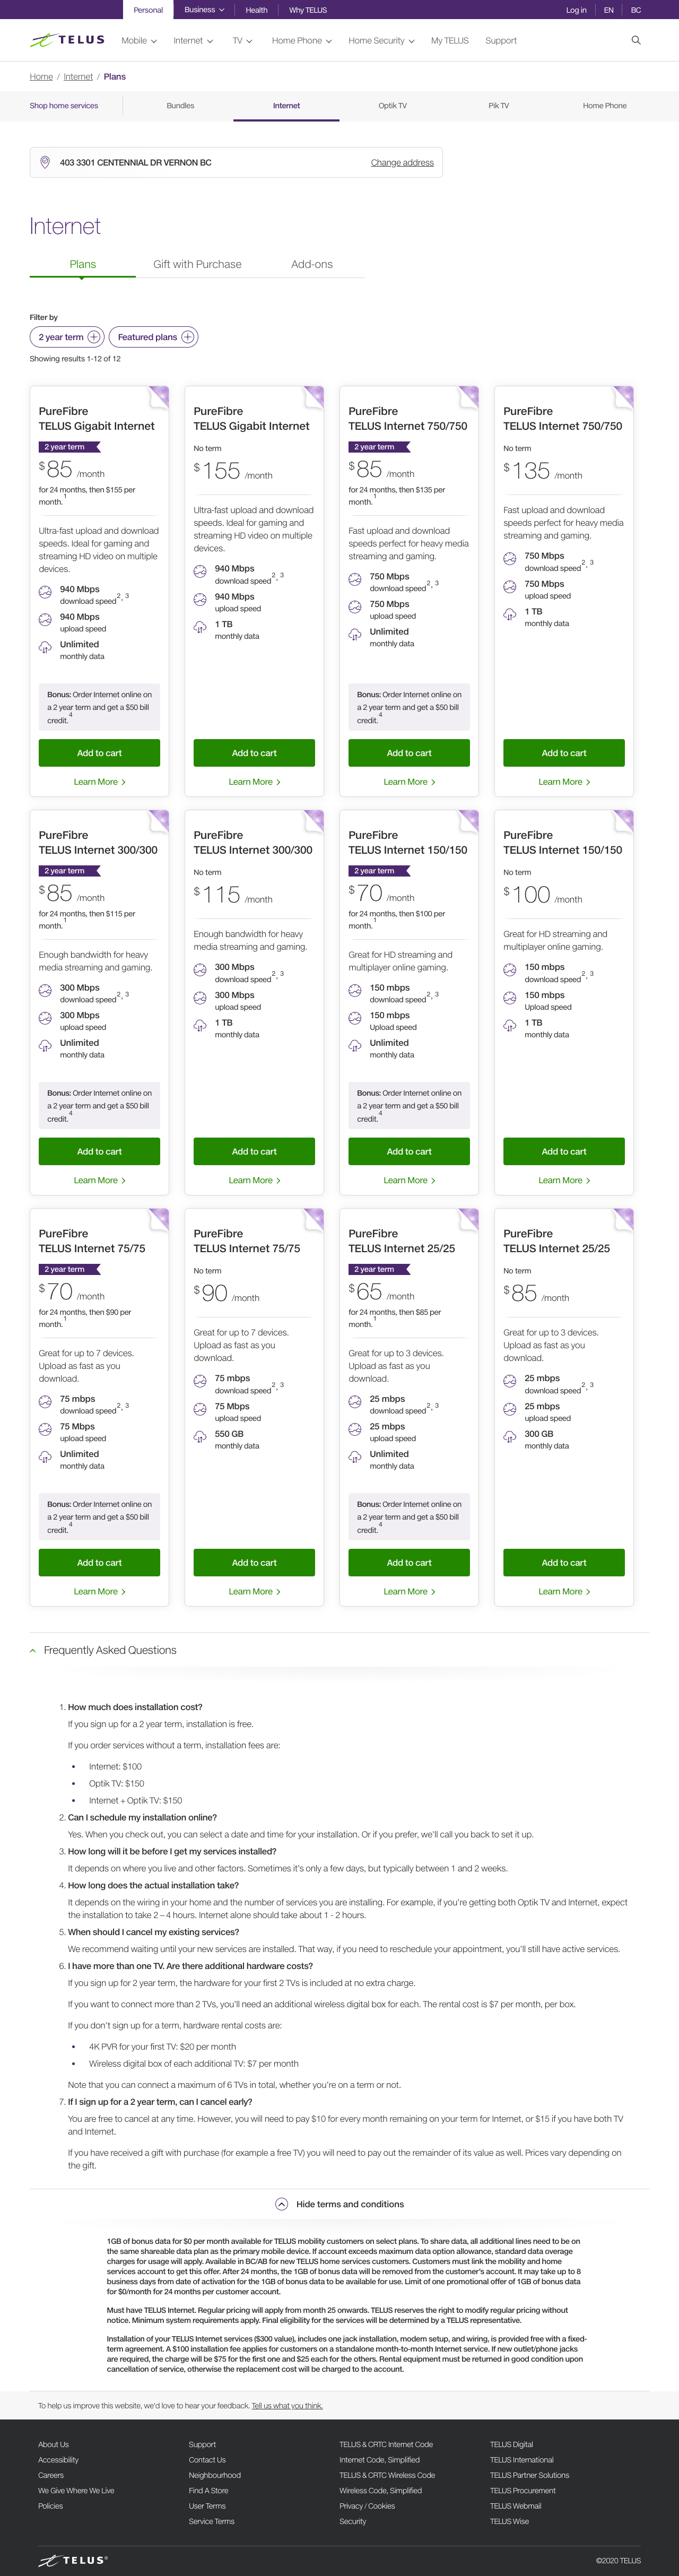 Personal Business Health Why TELUS Log in EN BC
TELUS Mobile Internet TV Home Phone Home Security My TELUS Support
Home / Internet / Plans
Shop home services Bundles Internet Optik TV Pik TV Home Phone
403 3301 CENTENNIAL DR VERNON BC Change address
Internet
Plans Gift with Purchase Add-ons
Filter by
2 year term Featured plans
Showing results 1-12 of 12
PureFibre
TELUS Gigabit Internet
2 year term
$85 /month
for 24 months, then $155 per
month.1
Ultra-fast upload and download
speeds. Ideal for gaming and
streaming HD video on multiple
devices.
940 Mbps
download speed2, 3
940 Mbps
upload speed
Unlimited
monthly data
Bonus: Order Internet online on
a 2 year term and get a $50 bill
credit.4
Add to cart
Learn More
PureFibre
TELUS Gigabit Internet
No term
$155 /month
Ultra-fast upload and download
speeds. Ideal for gaming and
streaming HD video on multiple
devices.
940 Mbps
download speed2, 3
940 Mbps
upload speed
1 TB
monthly data
Add to cart
Learn More
PureFibre
TELUS Internet 750/750
2 year term
$85 /month
for 24 months, then $135 per
month.1
Fast upload and download
speeds perfect for heavy media
streaming and gaming.
750 Mbps
download speed2, 3
750 Mbps
upload speed
Unlimited
monthly data
Bonus: Order Internet online on
a 2 year term and get a $50 bill
credit.4
Add to cart
Learn More
PureFibre
TELUS Internet 750/750
No term
$135 /month
Fast upload and download
speeds perfect for heavy media
streaming and gaming.
750 Mbps
download speed2, 3
750 Mbps
upload speed
1 TB
monthly data
Add to cart
Learn More
PureFibre
TELUS Internet 300/300
2 year term
$85 /month
for 24 months, then $115 per
month.1
Enough bandwidth for heavy
media streaming and gaming.
300 Mbps
download speed2, 3
300 Mbps
upload speed
Unlimited
monthly data
Bonus: Order Internet online on
a 2 year term and get a $50 bill
credit.4
Add to cart
Learn More
PureFibre
TELUS Internet 300/300
No term
$115 /month
Enough bandwidth for heavy
media streaming and gaming.
300 Mbps
download speed2, 3
300 Mbps
upload speed
1 TB
monthly data
Add to cart
Learn More
PureFibre
TELUS Internet 150/150
2 year term
$70 /month
for 24 months, then $100 per
month.1
Great for HD streaming and
multiplayer online gaming.
150 mbps
download speed2, 3
150 mbps
Upload speed
Unlimited
monthly data
Bonus: Order Internet online on
a 2 year term and get a $50 bill
credit.4
Add to cart
Learn More
PureFibre
TELUS Internet 150/150
No term
$100 /month
Great for HD streaming and
multiplayer online gaming.
150 mbps
download speed2, 3
150 mbps
Upload speed
1 TB
monthly data
Add to cart
Learn More
PureFibre
TELUS Internet 75/75
2 year term
$70 /month
for 24 months, then $90 per
month.1
Great for up to 7 devices.
Upload as fast as you
download.
75 mbps
download speed2, 3
75 Mbps
upload speed
Unlimited
monthly data
Bonus: Order Internet online on
a 2 year term and get a $50 bill
credit.4
Add to cart
Learn More
PureFibre
TELUS Internet 75/75
No term
$90 /month
Great for up to 7 devices.
Upload as fast as you
download.
75 mbps
download speed2, 3
75 Mbps
upload speed
550 GB
monthly data
Add to cart
Learn More
PureFibre
TELUS Internet 25/25
2 year term
$65 /month
for 24 months, then $85 per
month.1
Great for up to 3 devices.
Upload as fast as you
download.
25 mbps
download speed2, 3
25 mbps
upload speed
Unlimited
monthly data
Bonus: Order Internet online on
a 2 year term and get a $50 bill
credit.4
Add to cart
Learn More
PureFibre
TELUS Internet 25/25
No term
$85 /month
Great for up to 3 devices.
Upload as fast as you
download.
25 mbps
download speed2, 3
25 mbps
upload speed
300 GB
monthly data
Add to cart
Learn More
Frequently Asked Questions
1. How much does installation cost?
If you sign up for a 2 year term, installation is free.
If you order services without a term, installation fees are:
• Internet: $100
• Optik TV: $150
• Internet + Optik TV: $150
2. Can I schedule my installation online?
Yes. When you check out, you can select a date and time for your installation. Or if you prefer, we'll call you back to set it up.
3. How long will it be before I get my services installed?
It depends on where you live and other factors. Sometimes it's only a few days, but typically between 1 and 2 weeks.
4. How long does the actual installation take?
It depends on the wiring in your home and the number of services you are installing. For example, if you're getting both Optik TV and Internet, expect
the installation to take 2 – 4 hours. Internet alone should take about 1 - 2 hours.
5. When should I cancel my existing services?
We recommend waiting until your new services are installed. That way, if you need to reschedule your appointment, you'll still have active services.
6. I have more than one TV. Are there additional hardware costs?
If you sign up for 2 year term, the hardware for your first 2 TVs is included at no extra charge.
If you want to connect more than 2 TVs, you'll need an additional wireless digital box for each. The rental cost is $7 per month, per box.
If you don't sign up for a term, hardware rental costs are:
• 4K PVR for your first TV: $20 per month
• Wireless digital box of each additional TV: $7 per month
Note that you can connect a maximum of 6 TVs in total, whether you're on a term or not.
7. If I sign up for a 2 year term, can I cancel early?
You are free to cancel at any time. However, you will need to pay $10 for every month remaining on your term for Internet, or $15 if you have both TV
and Internet.
If you have received a gift with purchase (for example a free TV) you will need to pay out the remainder of its value as well. Prices vary depending on
the gift.
Hide terms and conditions
1GB of bonus data for $0 per month available for TELUS mobility customers on select plans. To share data, all additional lines need to be on
the same shareable data plan as the primary mobile device. If account exceeds maximum data option allowance, standard data overage
charges for usage will apply. Available in BC/AB for new TELUS home services customers. Customers must link the mobility and home
services account to get this offer. After 24 months, the 1GB of bonus data will be removed from the customer's account. It may take up to 8
business days from date of activation for the 1GB of bonus data to be available for use. Limit of one promotional offer of 1GB of bonus data
for $0/month for 24 months per customer account.
Must have TELUS Internet. Regular pricing will apply from month 25 onwards. TELUS reserves the right to modify regular pricing without
notice. Minimum system requirements apply. Final eligibility for the services will be determined by a TELUS representative.
Installation of your TELUS Internet services ($300 value), includes one jack installation, modem setup, and wiring, is provided free with a fixed-
term agreement. A $100 installation fee applies for customers on a standalone month-to-month Internet service. If new outlet/phone jacks
are required, the charge will be $75 for the first one and $25 each for the others. Rental equipment must be returned in good condition upon
cancellation of service, otherwise the replacement cost will be charged to the account.
To help us improve this website, we'd love to hear your feedback. Tell us what you think.
About Us Support TELUS & CRTC Internet Code TELUS Digital
Accessibility Contact Us Internet Code, Simplified TELUS International
Careers Neighbourhood TELUS & CRTC Wireless Code TELUS Partner Solutions
We Give Where We Live Find A Store Wireless Code, Simplified TELUS Procurement
Policies User Terms Privacy / Cookies TELUS Webmail
Service Terms Security TELUS Wise
TELUS® ©2020 TELUS